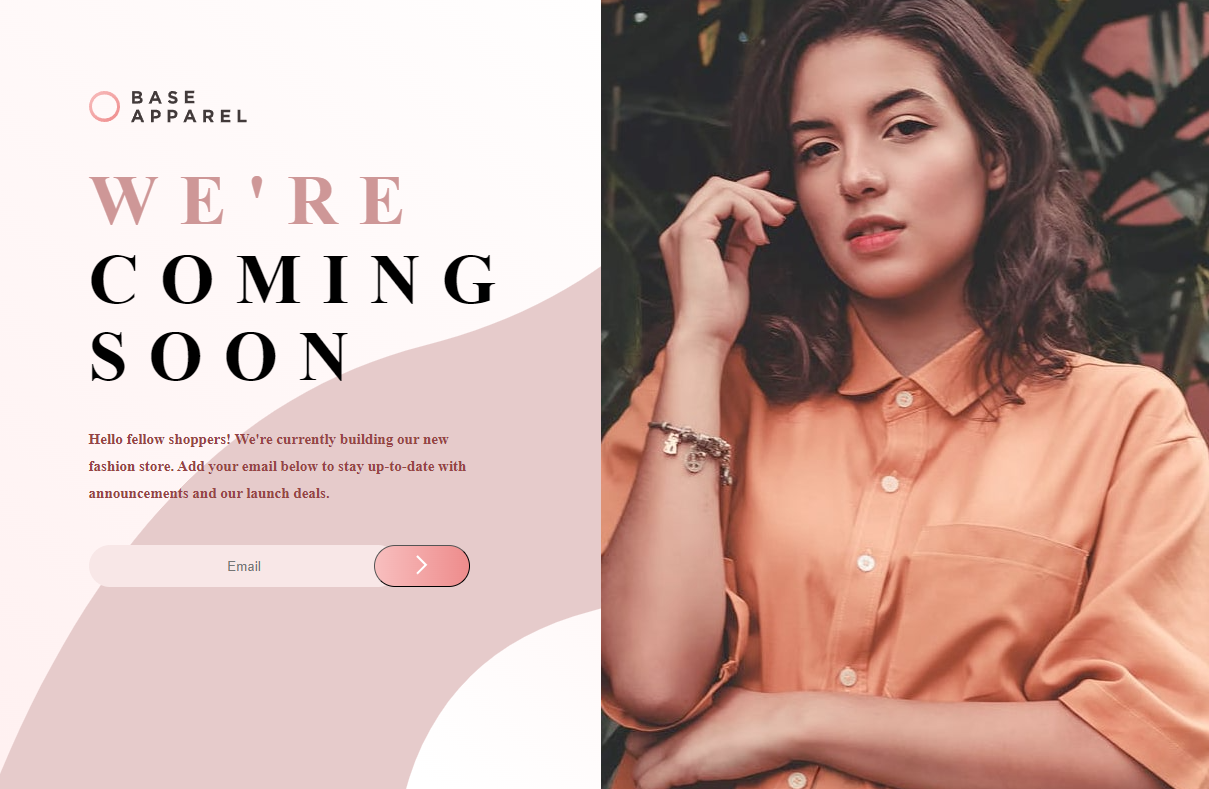 BASE
APPAREL
WE'RE
COMING
SOON
Hello fellow shoppers! We're currently building our new
fashion store. Add your email below to stay up-to-date with
announcements and our launch deals.
Email